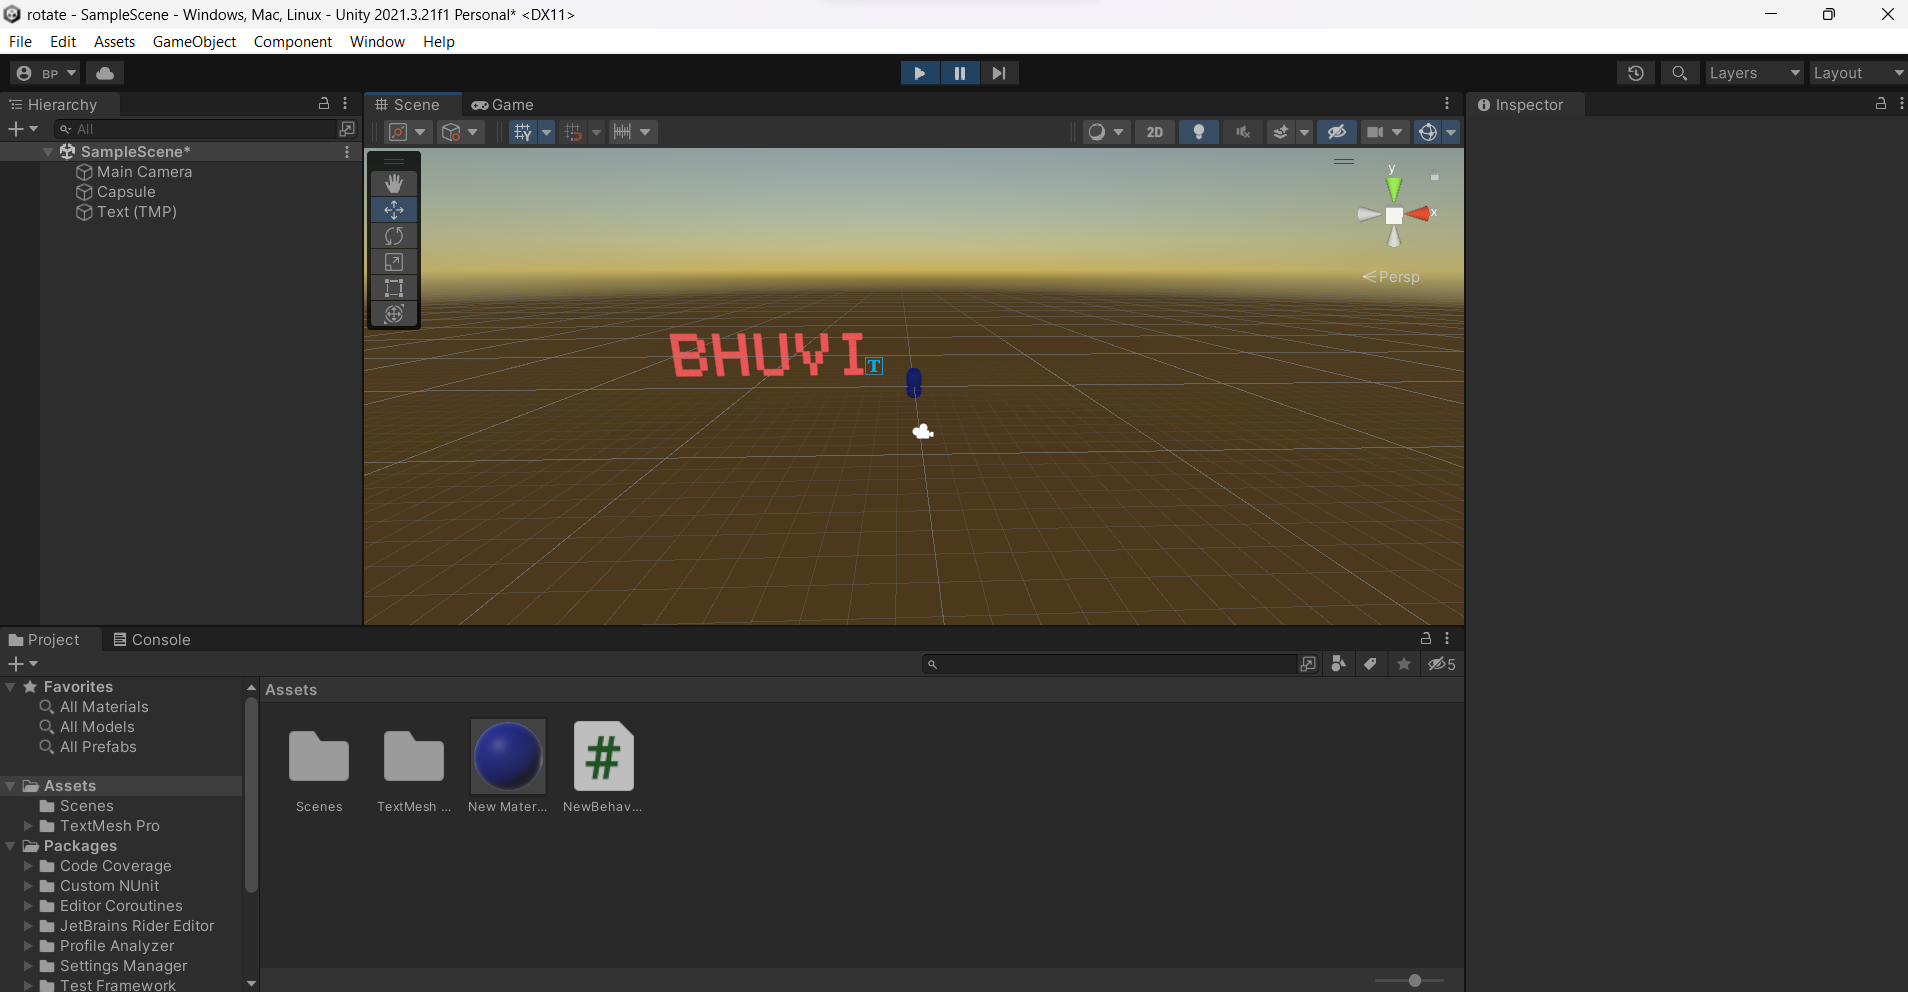 rotate - SampleScene - Windows, Mac, Linux - Unity 2021.3.21f1 Personal* <DX11>
File Edit Assets GameObject Component Window Help
BP Layers Layout
Hierarchy
All
SampleScene*
Main Camera
Capsule
Text (TMP)
Scene Game
Y 2D
y
x
Persp
BHUVI
T
Inspector
Project Console
5
Favorites
All Materials
All Models
All Prefabs
Assets
Scenes
TextMesh Pro
Packages
Code Coverage
Custom NUnit
Editor Coroutines
JetBrains Rider Editor
Profile Analyzer
Settings Manager
Test Framework
Assets
#
Scenes TextMesh ... New Mater... NewBehav...